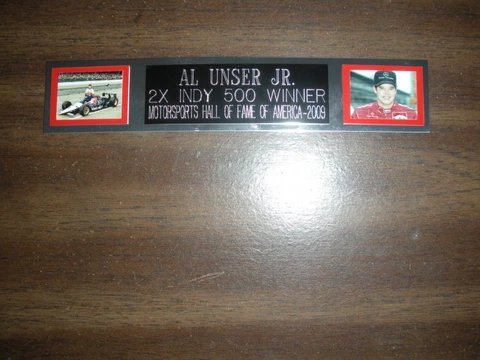 AL UNSER JR.
2X INDY 500 WINNER
MOTORSPORTS HALL OF FAME OF AMERICA-2009